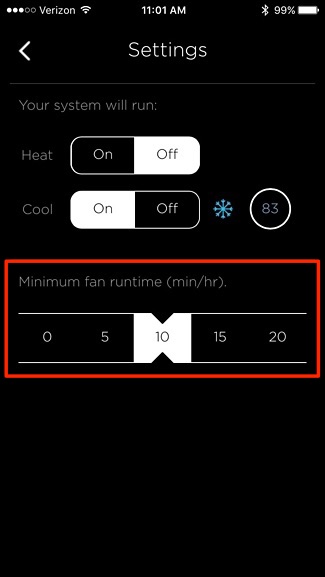 Verizon 11:01 AM 99%
Settings
Your system will run:
Heat On Off
Cool On Off 83
Minimum fan runtime (min/hr).
0 5 10 15 20